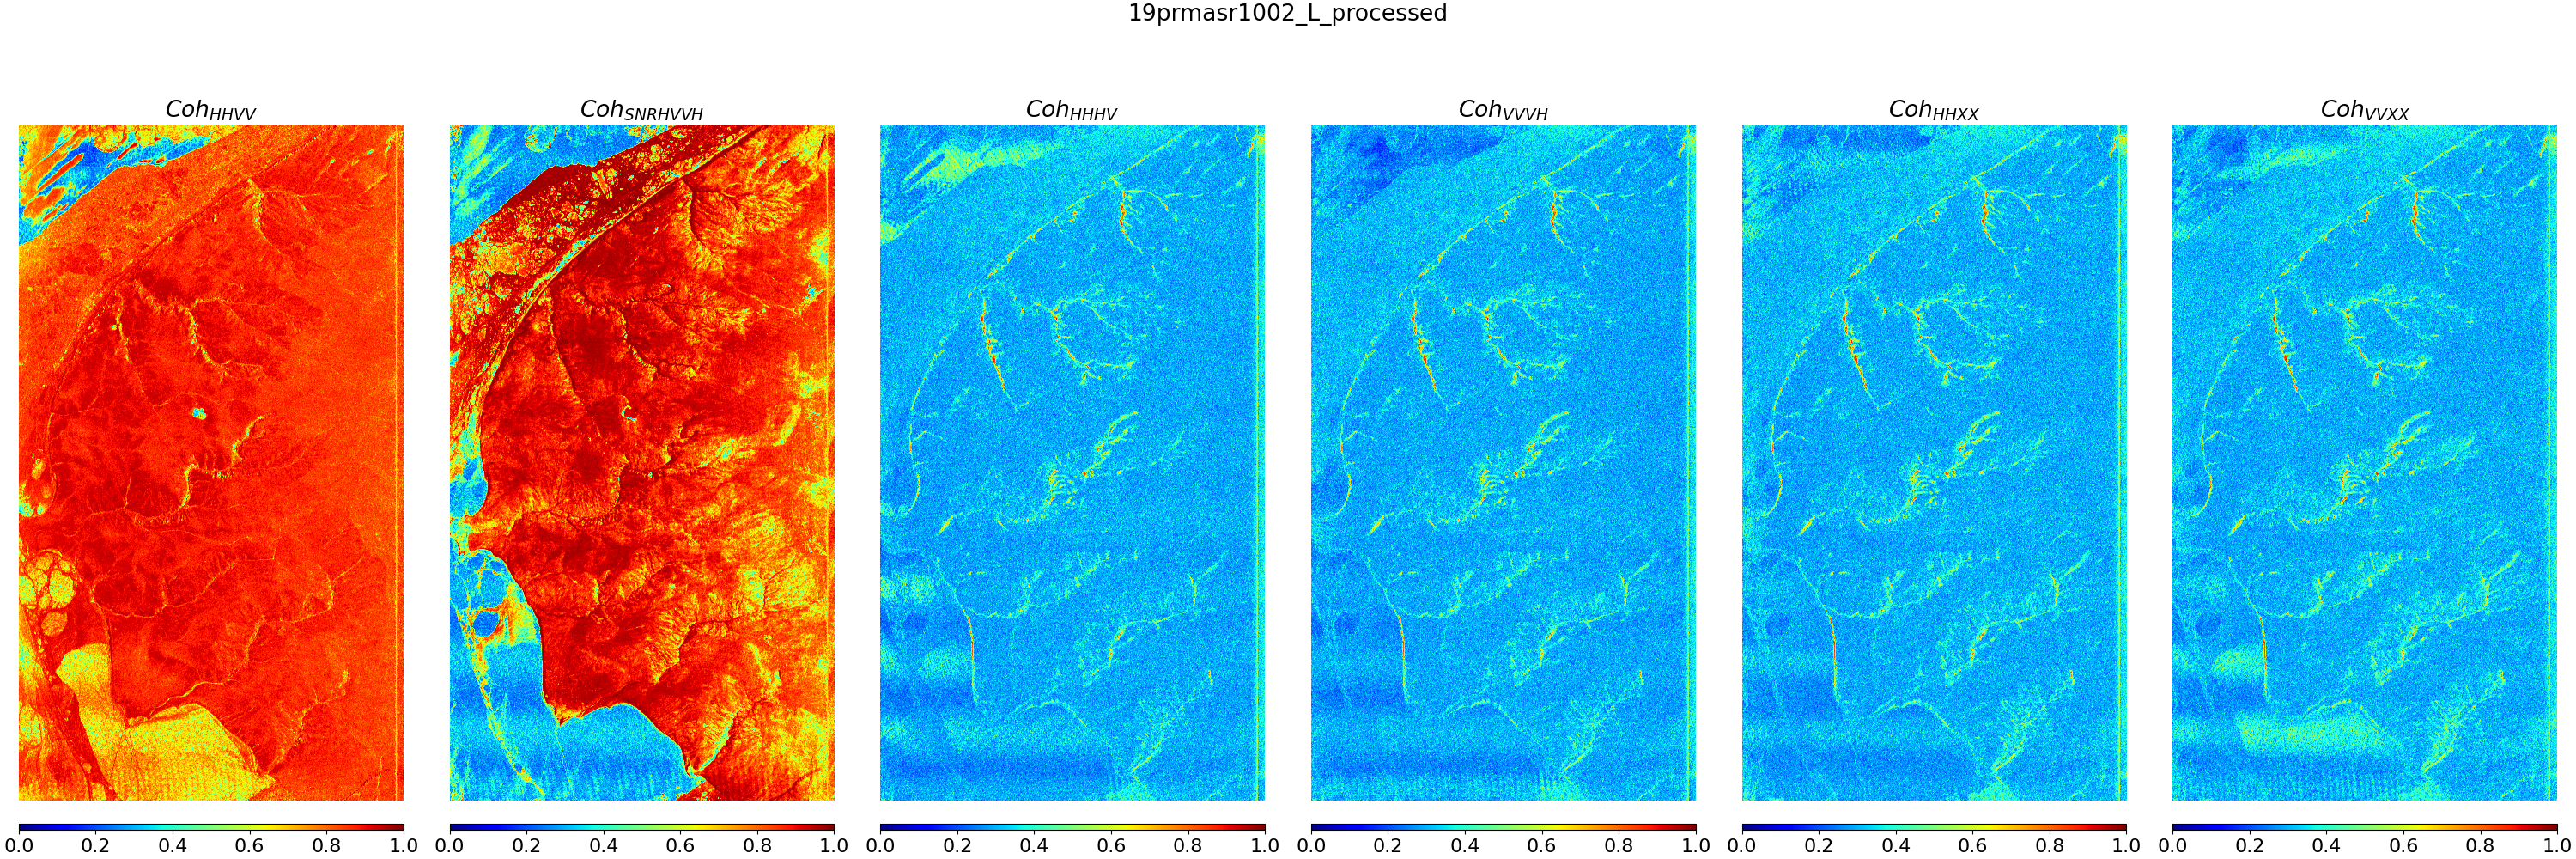 19prmasr1002_L_processed
Coh_HHVV Coh_SNRHVVH Coh_HHHV Coh_VVVH Coh_HHXX Coh_VVXX
0.0 0.2 0.4 0.6 0.8 1.0 0.0 0.2 0.4 0.6 0.8 1.0 0.0 0.2 0.4 0.6 0.8 1.0 0.0 0.2 0.4 0.6 0.8 1.0 0.0 0.2 0.4 0.6 0.8 1.0 0.0 0.2 0.4 0.6 0.8 1.0